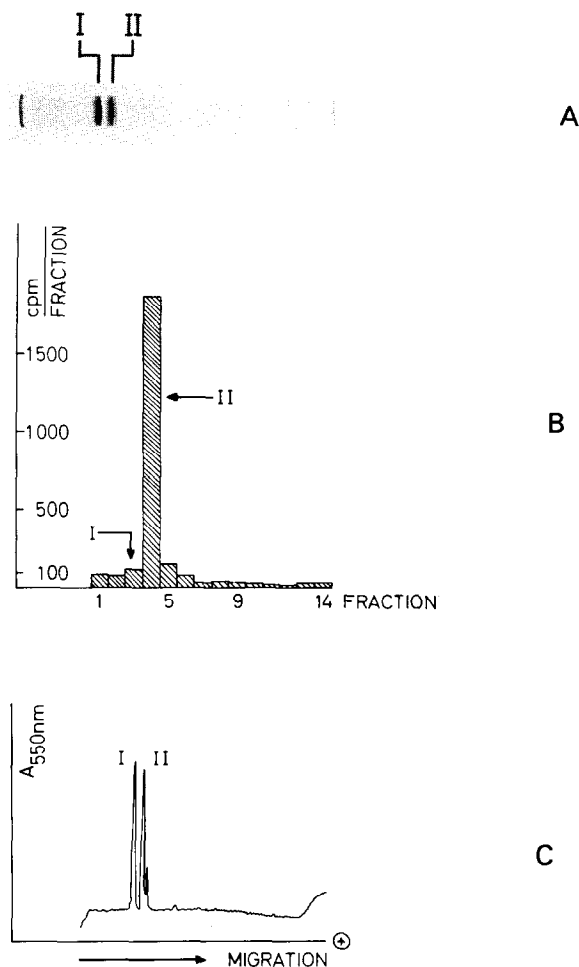 I II
A
cpm
FRACTION
1500
1000
II
B
500
I
100
1 5 9 14 FRACTION
A550nm
I II
C
⊕
MIGRATION